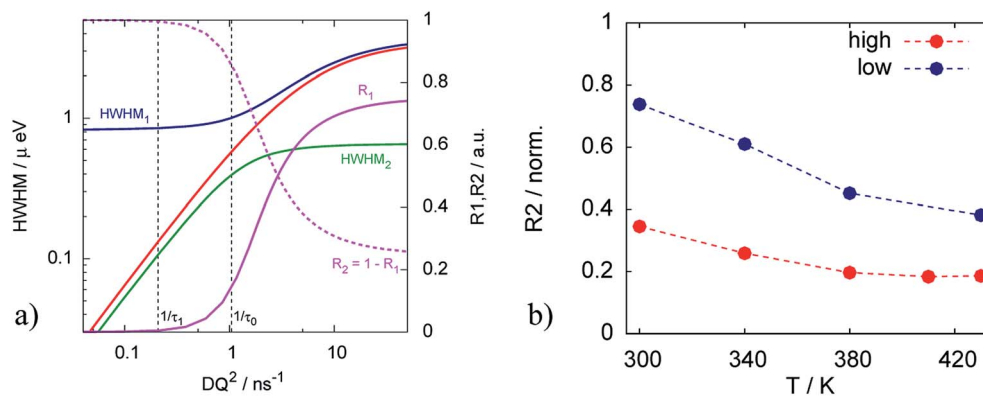 a)
HWHM / μ eV
1
0.1
HWHM₁
R₁
HWHM₂
R₂ = 1 - R₁
1/τ₁
1/τ₀
1
0.8
0.6
0.4
0.2
0
R1,R2 / a.u.
0.1 1 10
DQ² / ns⁻¹
b)
R2 / norm.
1
0.8
0.6
0.4
0.2
0
high
low
300 340 380 420
T / K